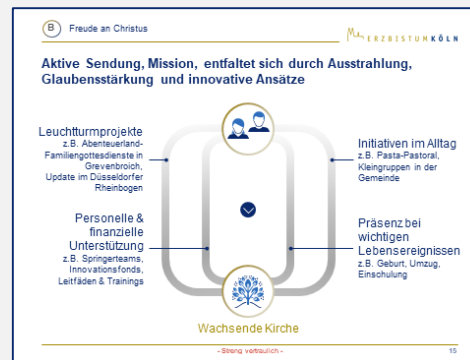 B Freude an Christus
ERZBISTUM KÖLN
Aktive Sendung, Mission, entfaltet sich durch Ausstrahlung,
Glaubensstärkung und innovative Ansätze
Leuchtturmprojekte
z.B. Abenteuerland-
Familiengottesdienste in
Grevenbroich,
Update im Düsseldorfer
Rheinbogen
Initiativen im Alltag
z.B. Pasta-Pastoral,
Kleingruppen in der
Gemeinde
Personelle &
finanzielle
Unterstützung
z.B. Springerteams,
Innovationsfonds,
Leitfäden & Trainings
Präsenz bei
wichtigen
Lebensereignissen
z.B. Geburt, Umzug,
Einschulung
Wachsende Kirche
- Streng vertraulich -
15